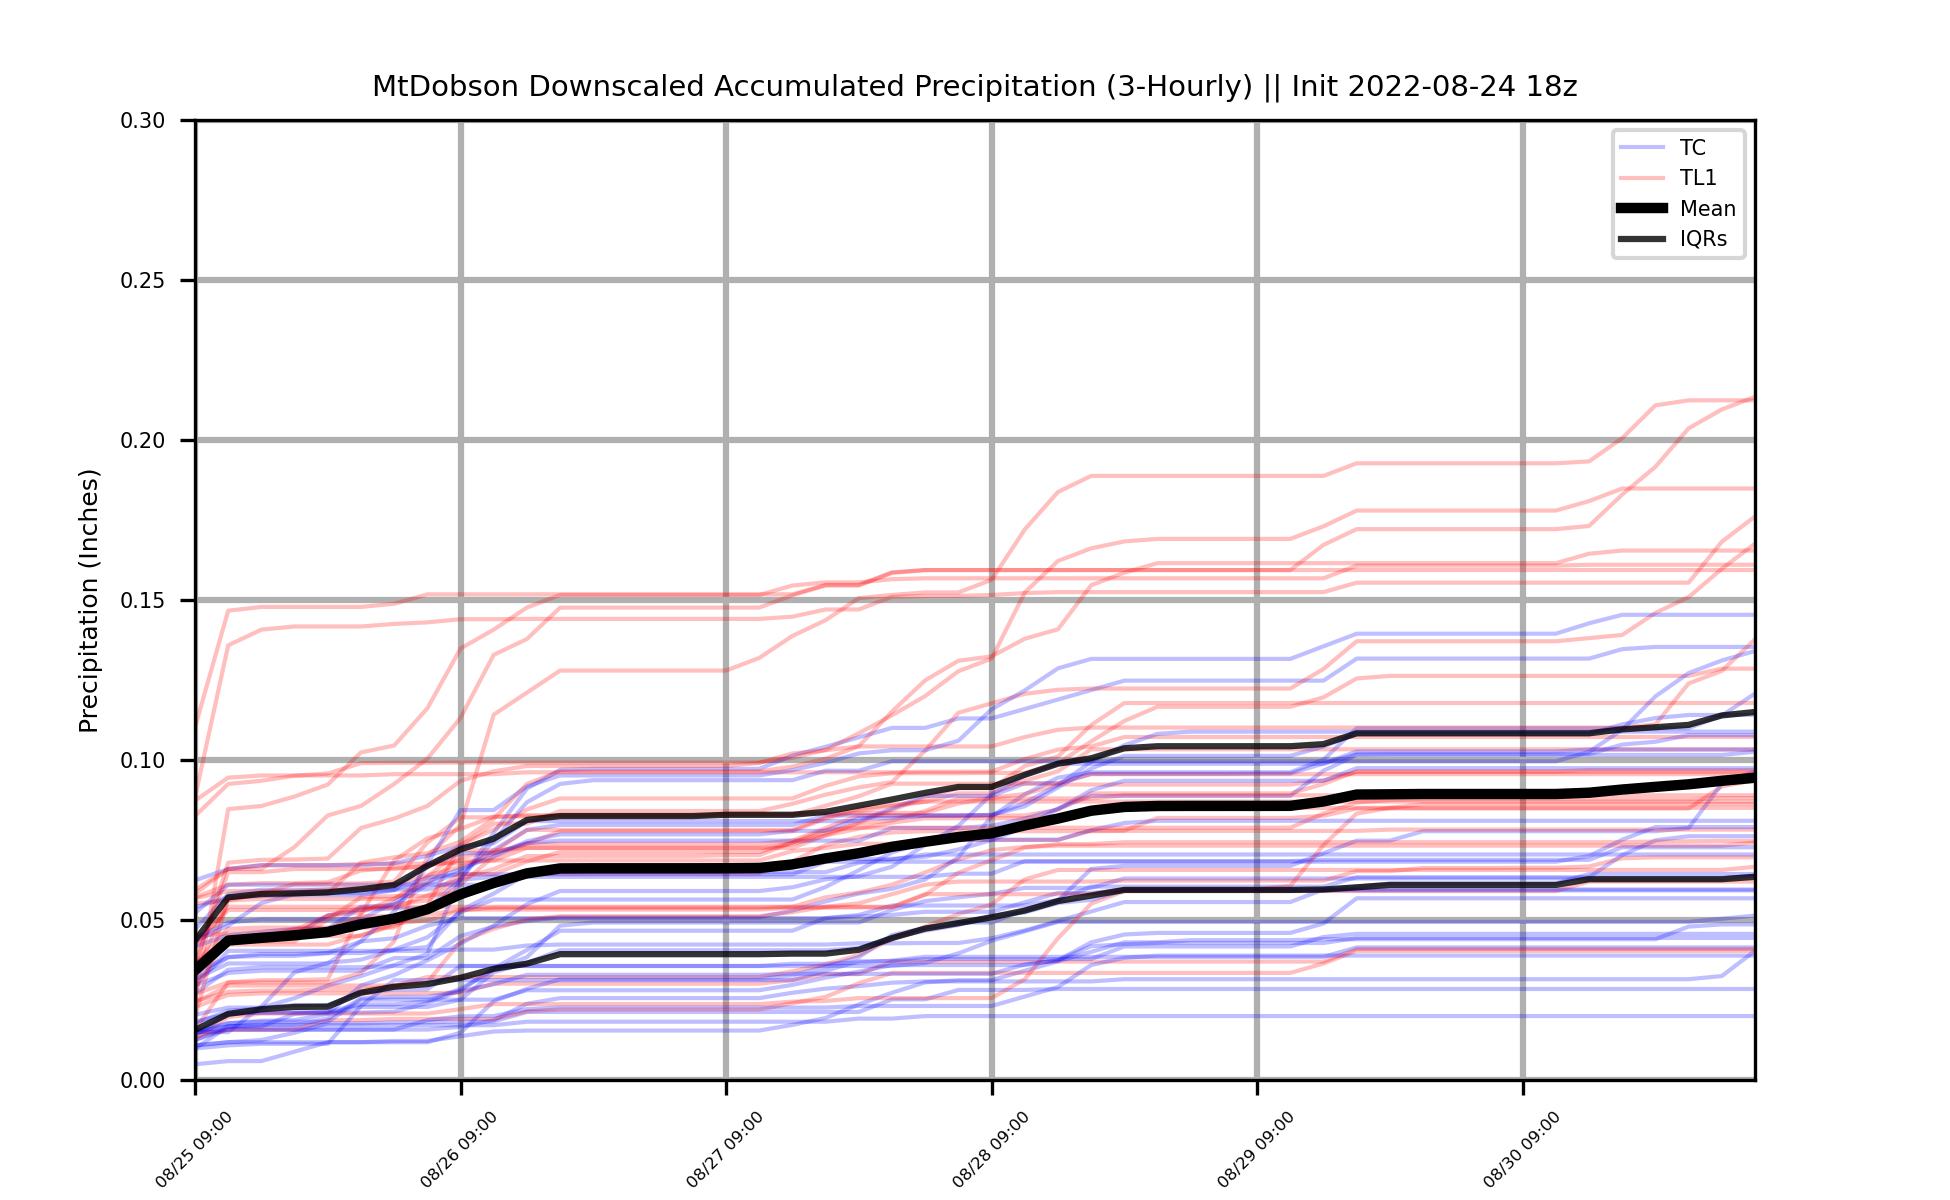 MtDobson Downscaled Accumulated Precipitation (3-Hourly) || Init 2022-08-24 18z
TC
TL1
Mean
IQRs
Precipitation (Inches)
0.30
0.25
0.20
0.15
0.10
0.05
0.00
08/25 09:00
08/26 09:00
08/27 09:00
08/28 09:00
08/29 09:00
08/30 09:00